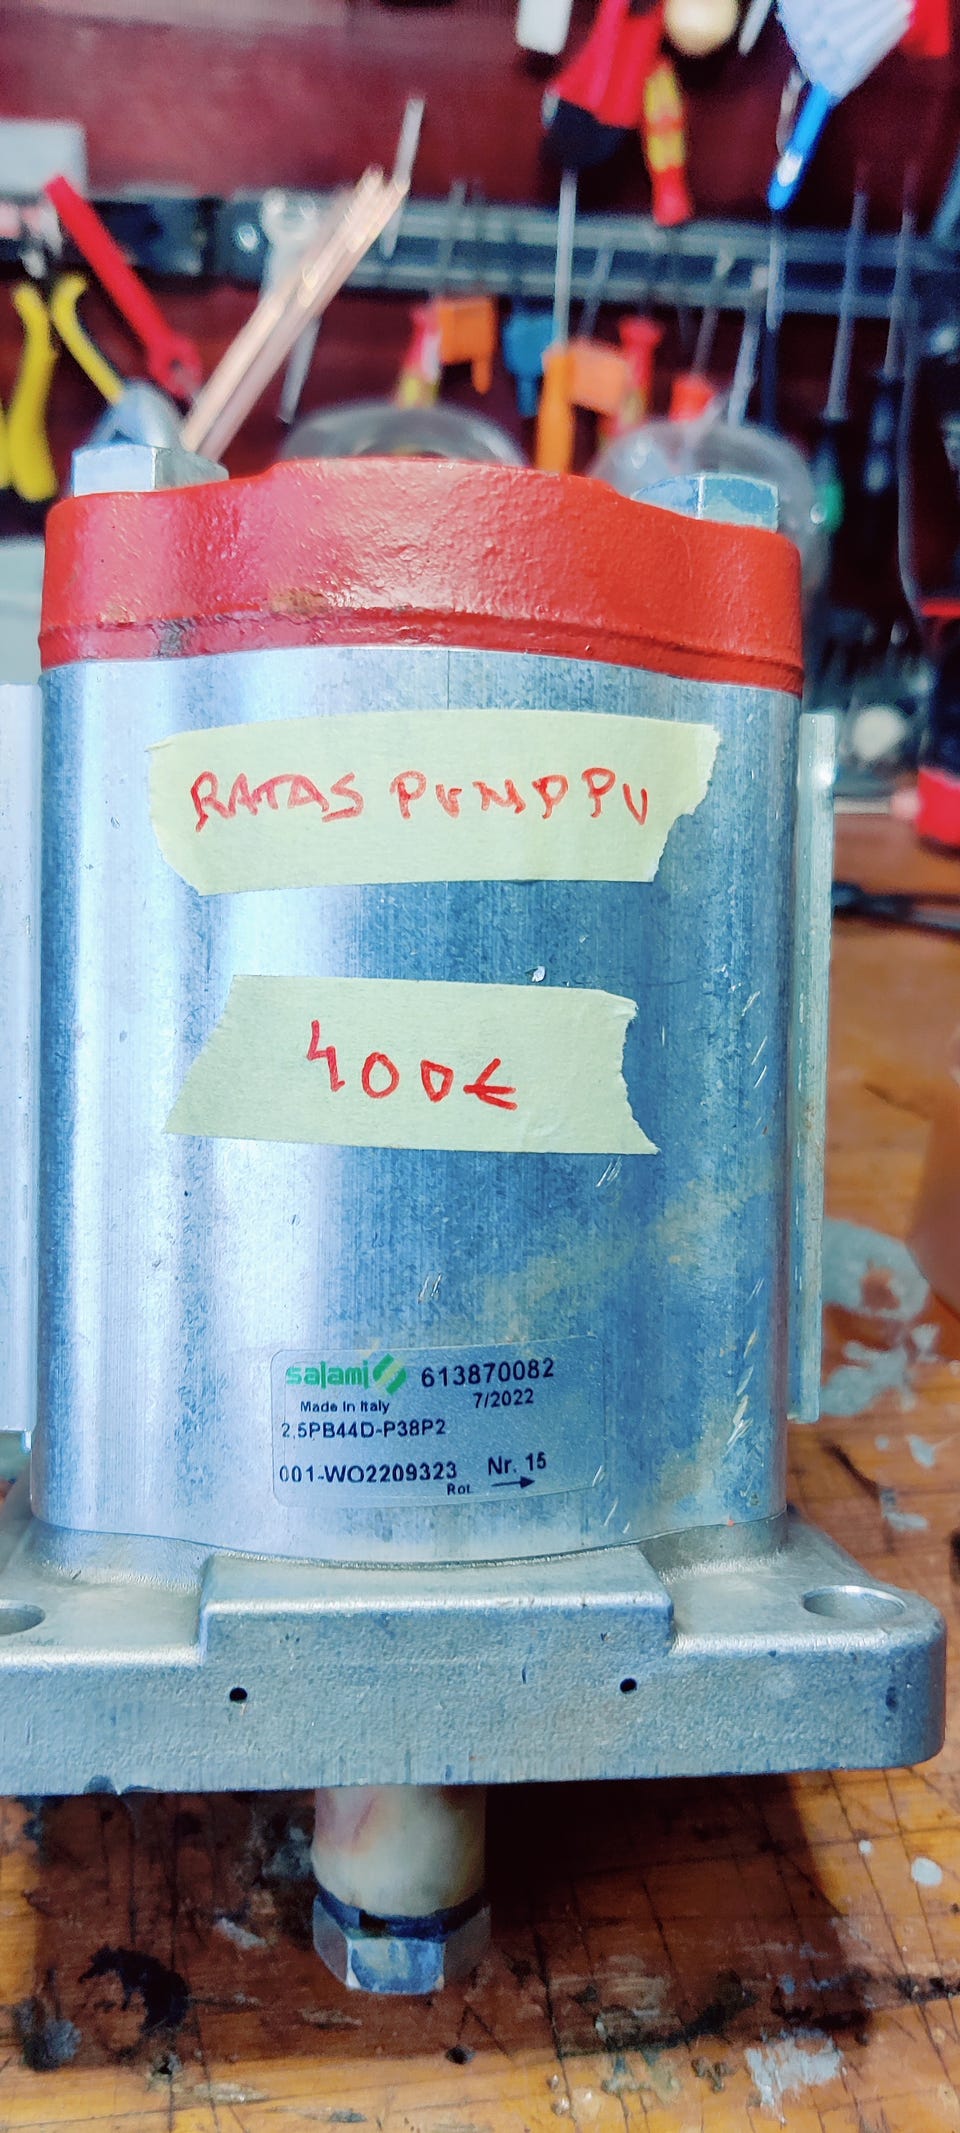 RATAS PUMPPU
400€
salami 613870082
Made In Italy 7/2022
2,5PB44D-P38P2
001-WO2209323 Nr. 15
Rot.